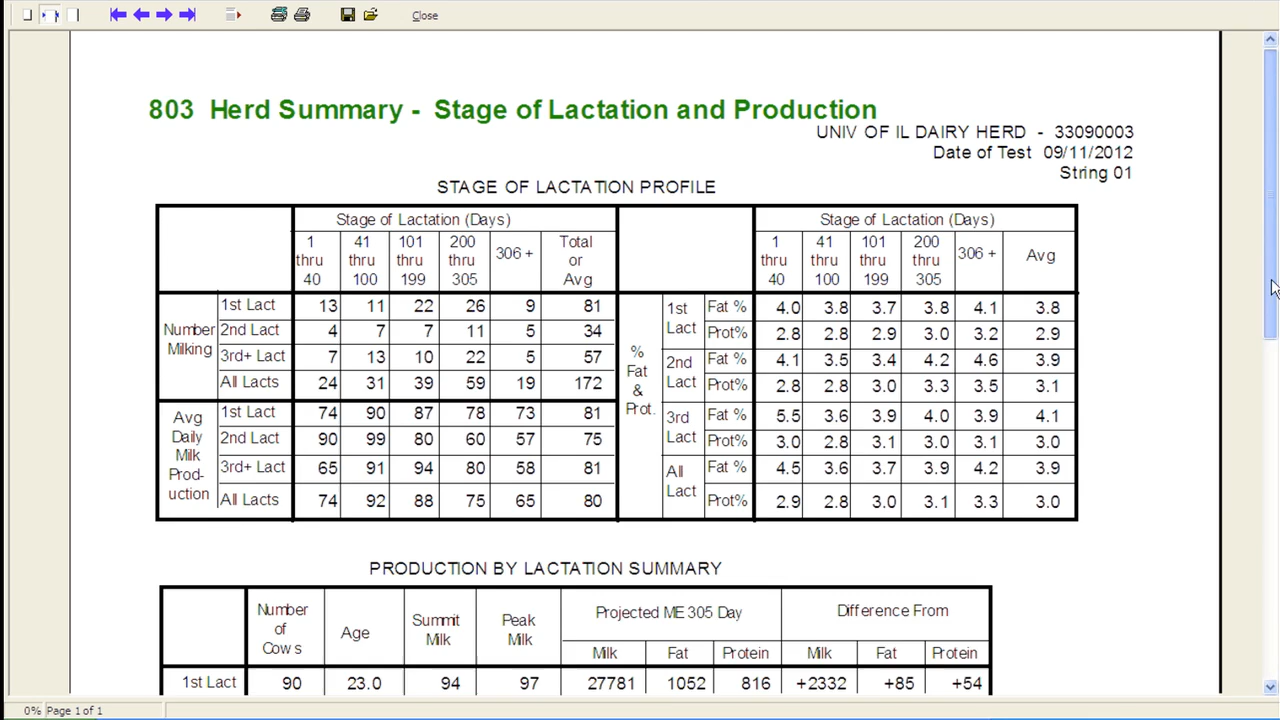 Close
803 Herd Summary - Stage of Lactation and Production
UNIV OF IL DAIRY HERD - 33090003
Date of Test 09/11/2012
String 01
STAGE OF LACTATION PROFILE
Stage of Lactation (Days)
1 thru 40 41 thru 100 101 thru 199 200 thru 305 306 + Total or Avg
Number Milking
1st Lact 13 11 22 26 9 81
2nd Lact 4 7 7 11 5 34
3rd+ Lact 7 13 10 22 5 57
All Lacts 24 31 39 59 19 172
Avg Daily Milk Prod-uction
1st Lact 74 90 87 78 73 81
2nd Lact 90 99 80 60 57 75
3rd+ Lact 65 91 94 80 58 81
All Lacts 74 92 88 75 65 80
Stage of Lactation (Days)
1 thru 40 41 thru 100 101 thru 199 200 thru 305 306 + Avg
% Fat & Prot.
1st Lact Fat % 4.0 3.8 3.7 3.8 4.1 3.8
Prot% 2.8 2.8 2.9 3.0 3.2 2.9
2nd Lact Fat % 4.1 3.5 3.4 4.2 4.6 3.9
Prot% 2.8 2.8 3.0 3.3 3.5 3.1
3rd Lact Fat % 5.5 3.6 3.9 4.0 3.9 4.1
Prot% 3.0 2.8 3.1 3.0 3.1 3.0
All Lact Fat % 4.5 3.6 3.7 3.9 4.2 3.9
Prot% 2.9 2.8 3.0 3.1 3.3 3.0
PRODUCTION BY LACTATION SUMMARY
Number of Cows Age Summit Milk Peak Milk Projected ME 305 Day Difference From
Milk Fat Protein Milk Fat Protein
1st Lact 90 23.0 94 97 27781 1052 816 +2332 +85 +54
0% Page 1 of 1